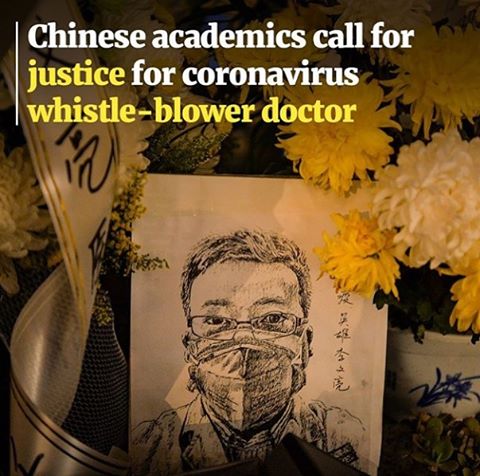 Chinese academics call for
justice for coronavirus
whistle-blower doctor
英雄李文亮